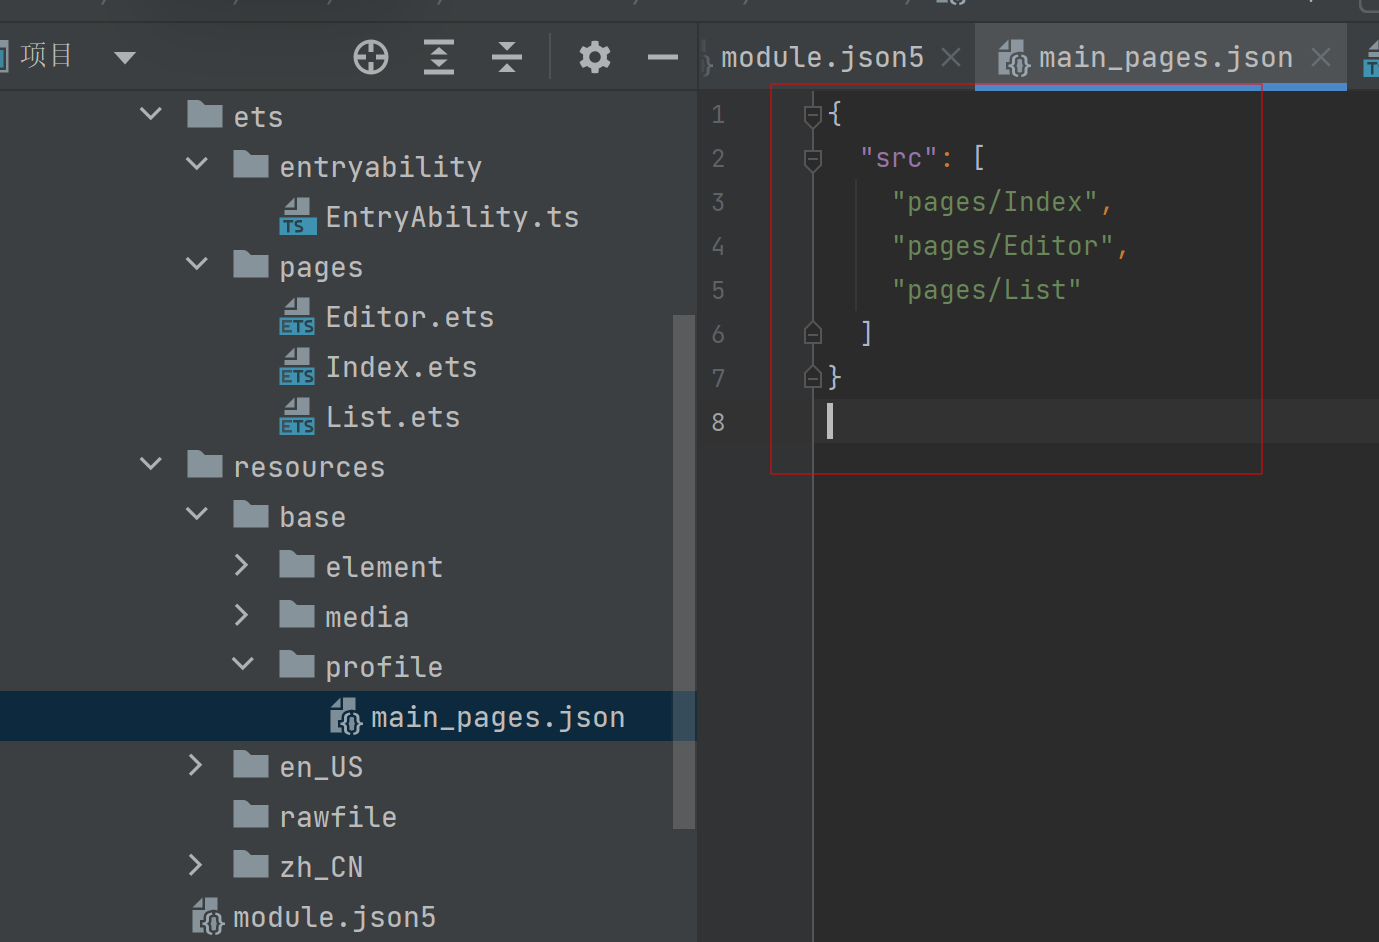 项目
ets
entryability
TS EntryAbility.ts
pages
ETS Editor.ets
ETS Index.ets
ETS List.ets
resources
base
element
media
profile
main_pages.json
en_US
rawfile
zh_CN
module.json5
module.json5 main_pages.json
1 {
2 "src": [
3 "pages/Index",
4 "pages/Editor",
5 "pages/List"
6 ]
7 }
8